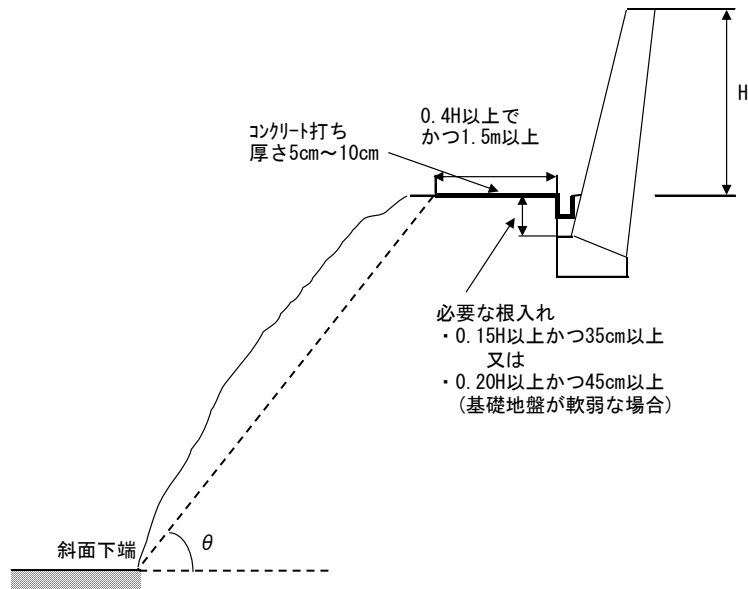 H
0.4H以上で
かつ1.5m以上
コンクリート打ち
厚さ5cm～10cm
必要な根入れ
・0.15H以上かつ35cm以上
又は
・0.20H以上かつ45cm以上
(基礎地盤が軟弱な場合)
斜面下端
θ